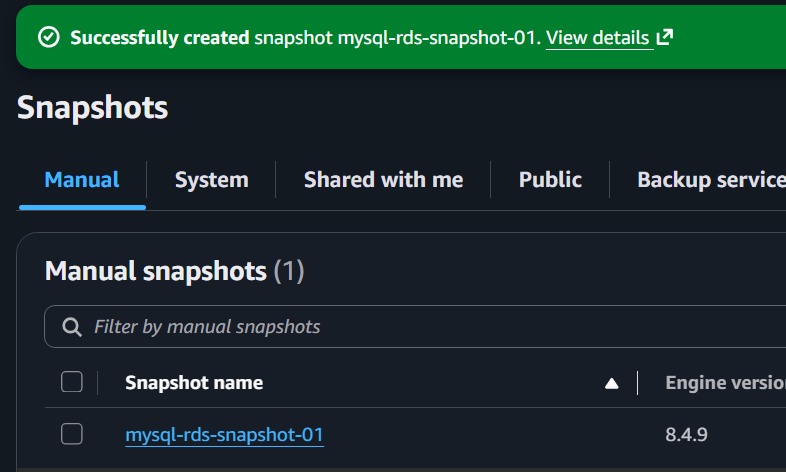 Successfully created snapshot mysql-rds-snapshot-01. View details
Snapshots
Manual System Shared with me Public Backup service
Manual snapshots (1)
Filter by manual snapshots
Snapshot name Engine versio
mysql-rds-snapshot-01 8.4.9